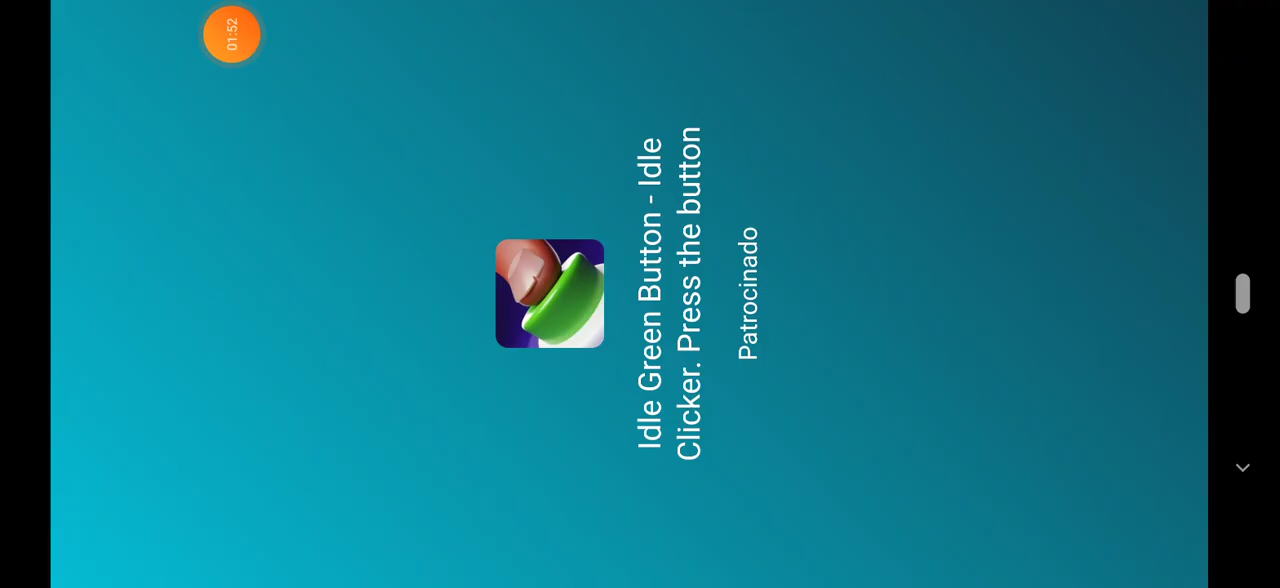 01:52
Idle Green Button - Idle
Clicker. Press the button
Patrocinado